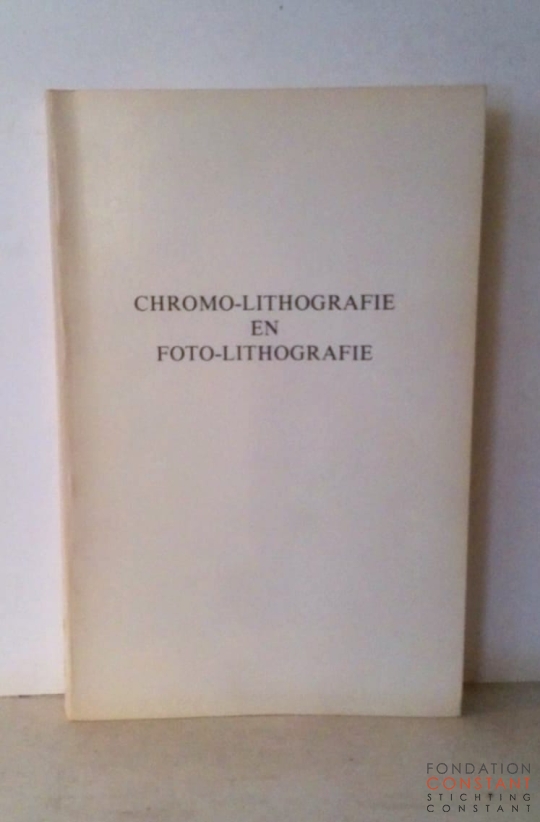 CHROMO-LITHOGRAFIE
EN
FOTO-LITHOGRAFIE
FONDATION
CONSTANT
STICHTING
CONSTANT